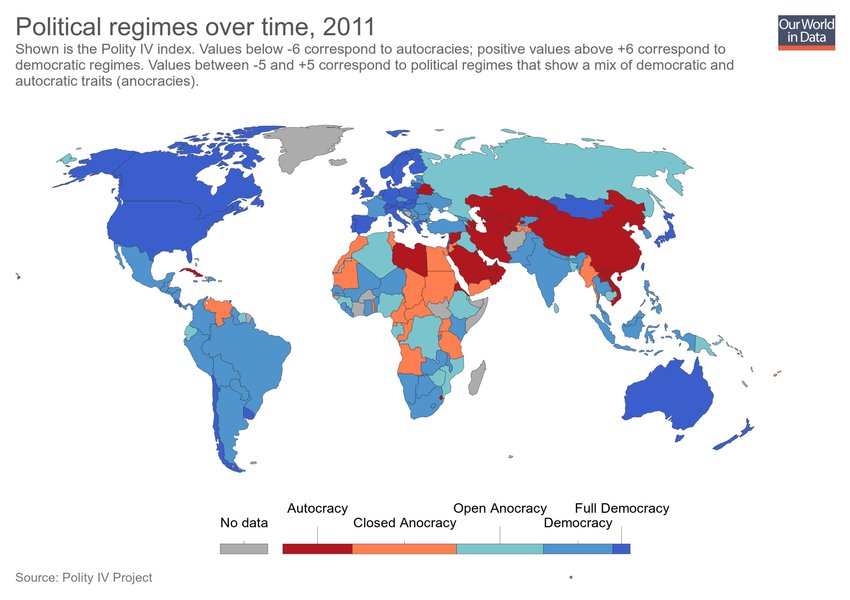 Political regimes over time, 2011
Our World
in Data
Shown is the Polity IV index. Values below -6 correspond to autocracies; positive values above +6 correspond to
democratic regimes. Values between -5 and +5 correspond to political regimes that show a mix of democratic and
autocratic traits (anocracies).
Autocracy
Open Anocracy
Full Democracy
No data
Closed Anocracy
Democracy
Source: Polity IV Project